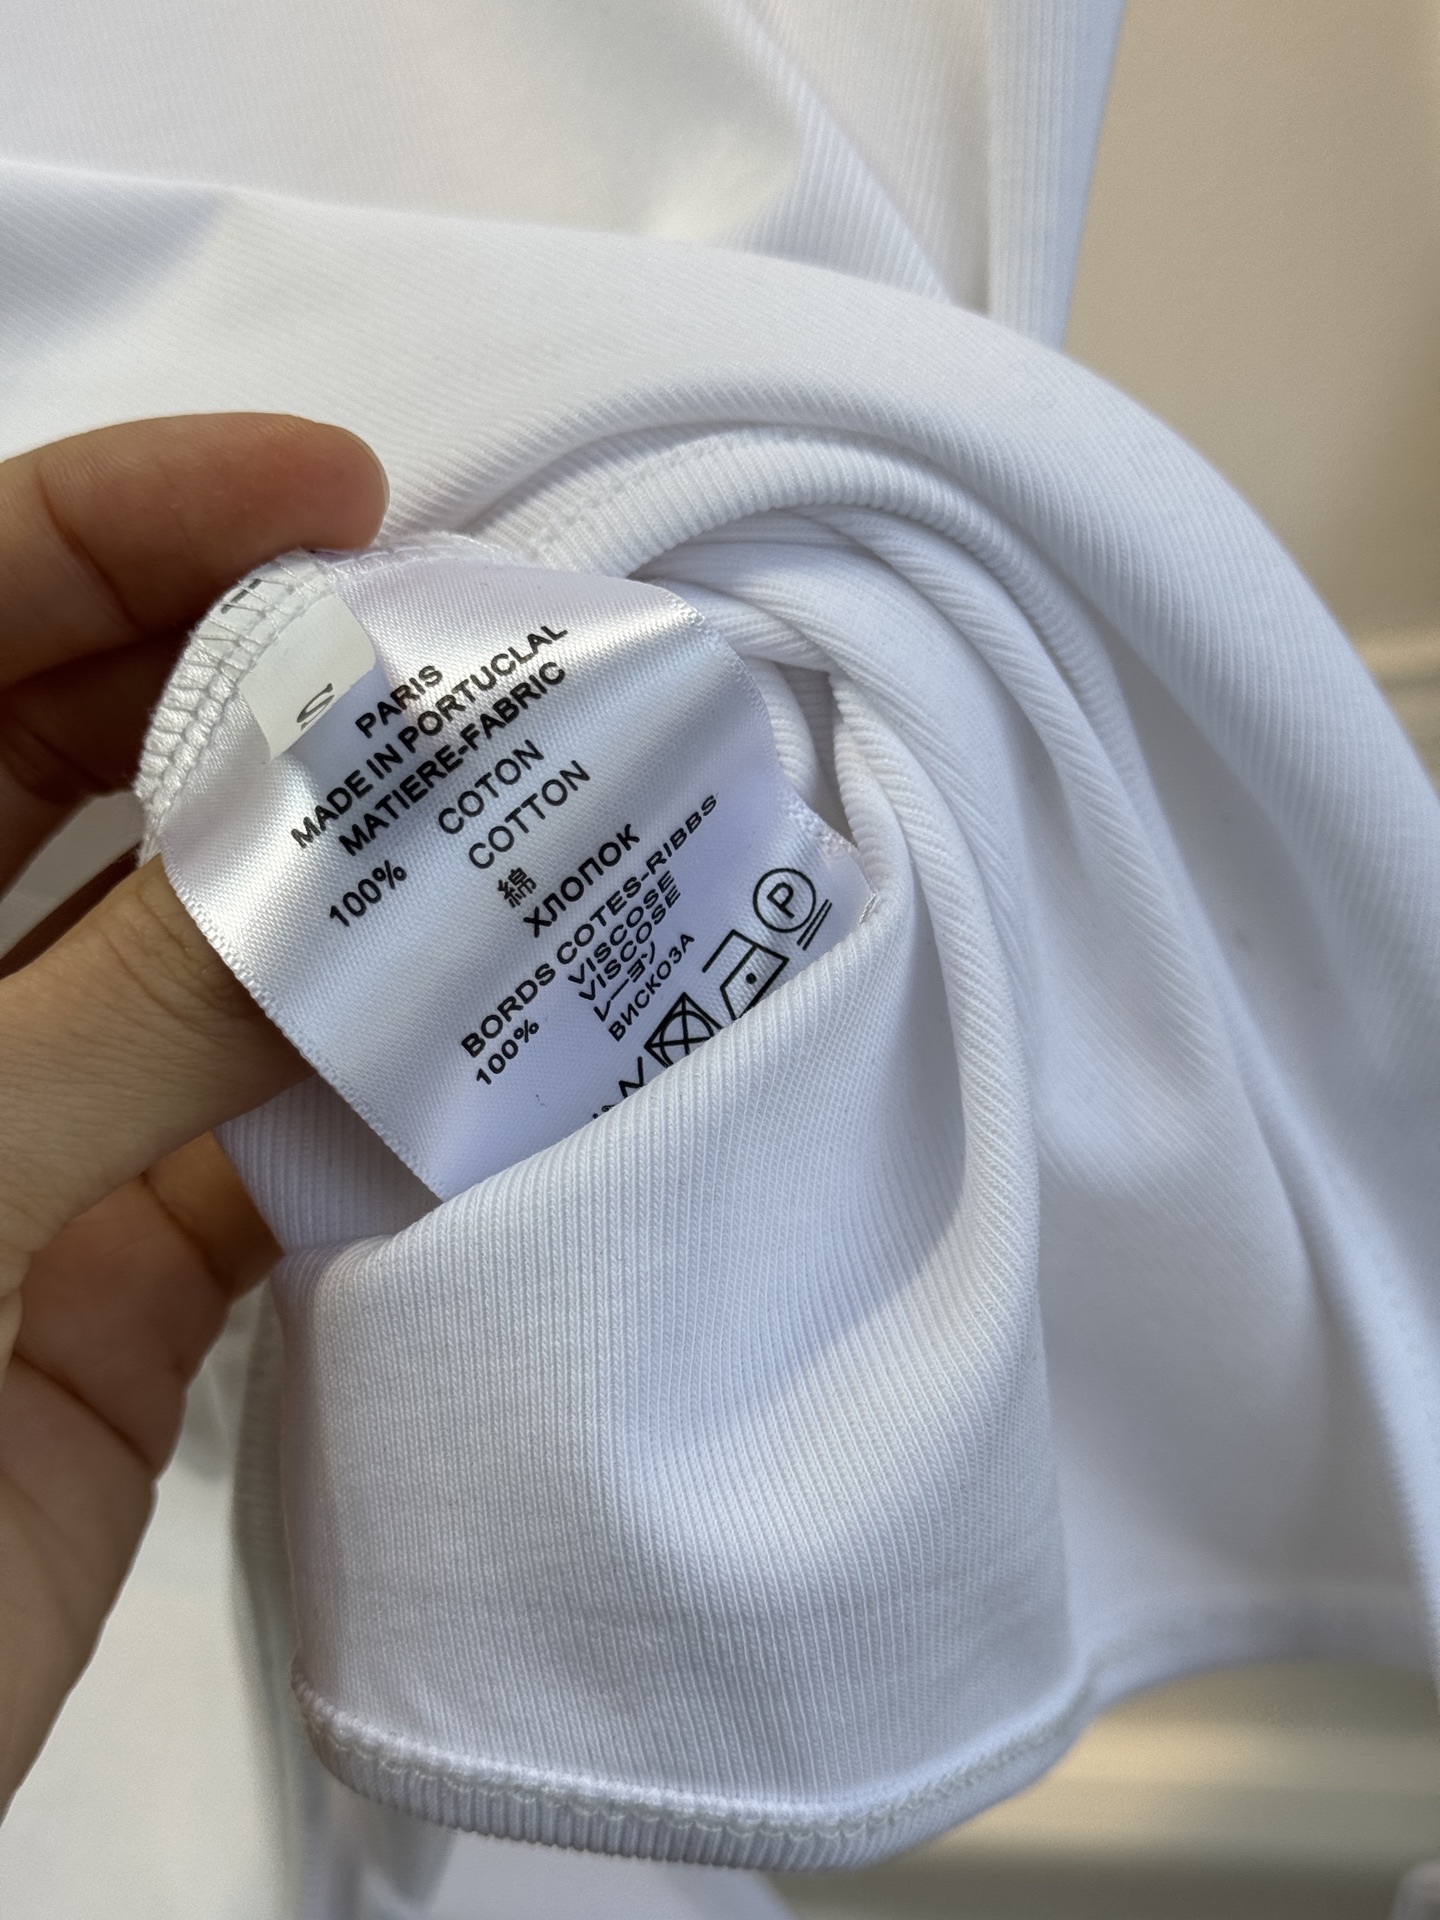 S
PARIS
MADE IN PORTUCLAL
MATIERE-FABRIC
100% COTON
COTTON
綿
ХЛОПОК
BORDS COTES-RIBBS
100% VISCOSE
VISCOSE
レーヨン
ВИСКОЗА
P